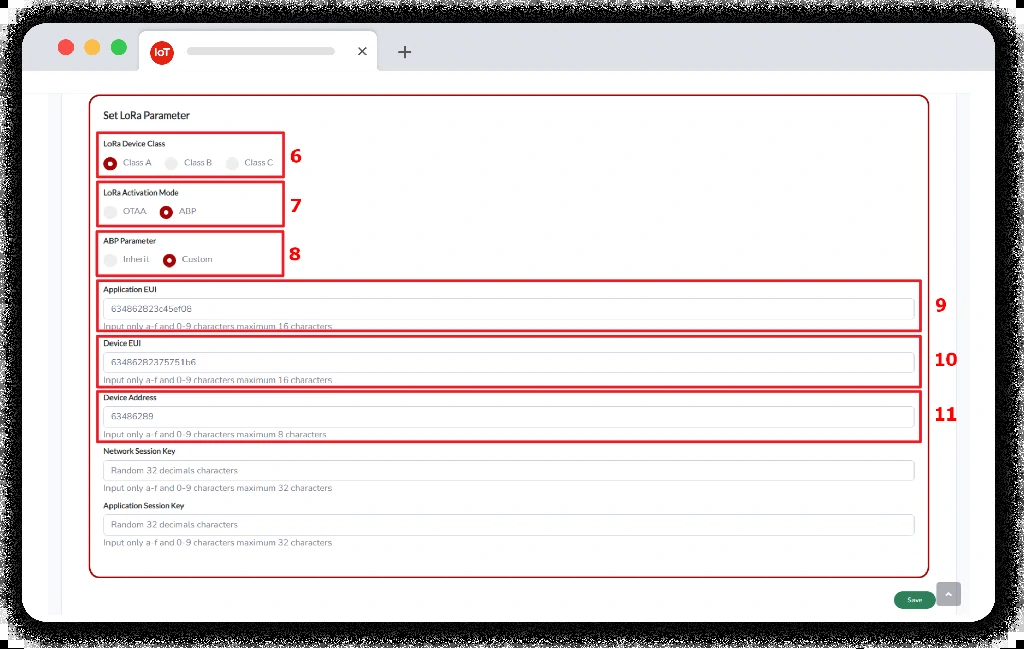 IoT
Set LoRa Parameter
LoRa Device Class
Class A Class B Class C
6
LoRa Activation Mode
OTAA ABP
7
ABP Parameter
Inherit Custom
8
Application EUI
634862823c45ef08
Input only a-f and 0-9 characters maximum 16 characters
9
Device EUI
63486282375751b6
Input only a-f and 0-9 characters maximum 16 characters
10
Device Address
63486289
Input only a-f and 0-9 characters maximum 8 characters
11
Network Session Key
Random 32 decimals characters
Input only a-f and 0-9 characters maximum 32 characters
Application Session Key
Random 32 decimals characters
Input only a-f and 0-9 characters maximum 32 characters
Save